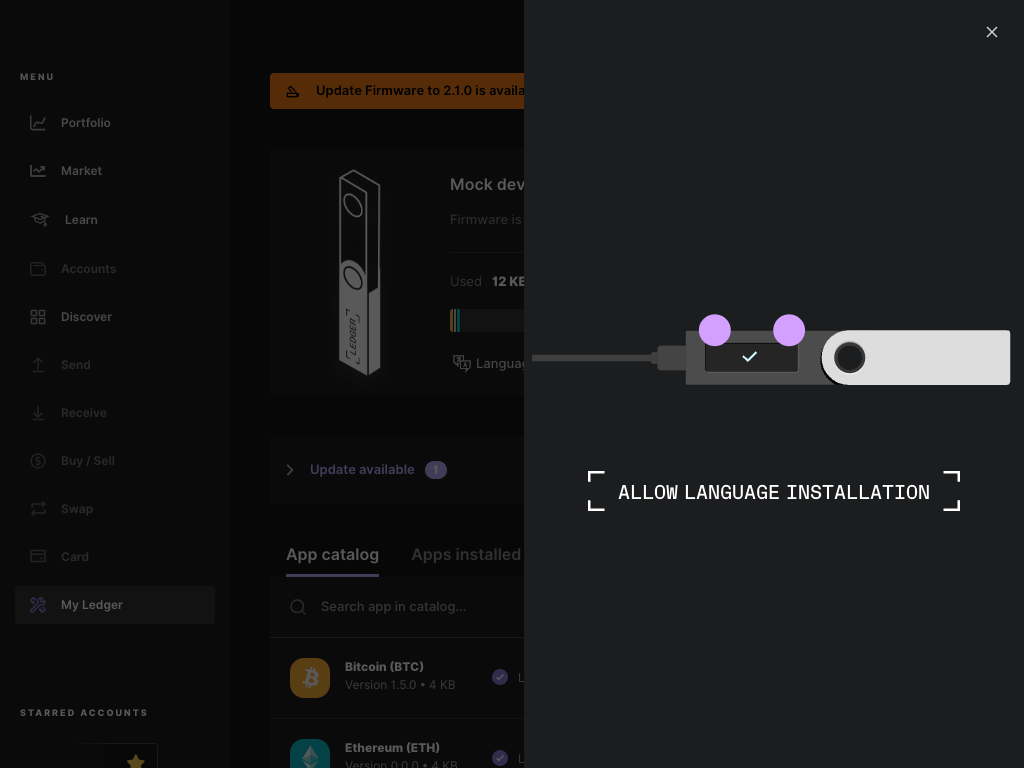 MENU
Portfolio
Market
Learn
Accounts
Discover
Send
Receive
Buy / Sell
Swap
Card
My Ledger
STARRED ACCOUNTS
Update Firmware to 2.1.0 is availa
LEDGER
Mock dev
Firmware is
Used 12 KB
Langua
Update available 1
App catalog Apps installed
Search app in catalog...
Bitcoin (BTC)
Version 1.5.0 • 4 KB
L
Ethereum (ETH)
Version 0.0.0 • 4 KB
L
ALLOW LANGUAGE INSTALLATION